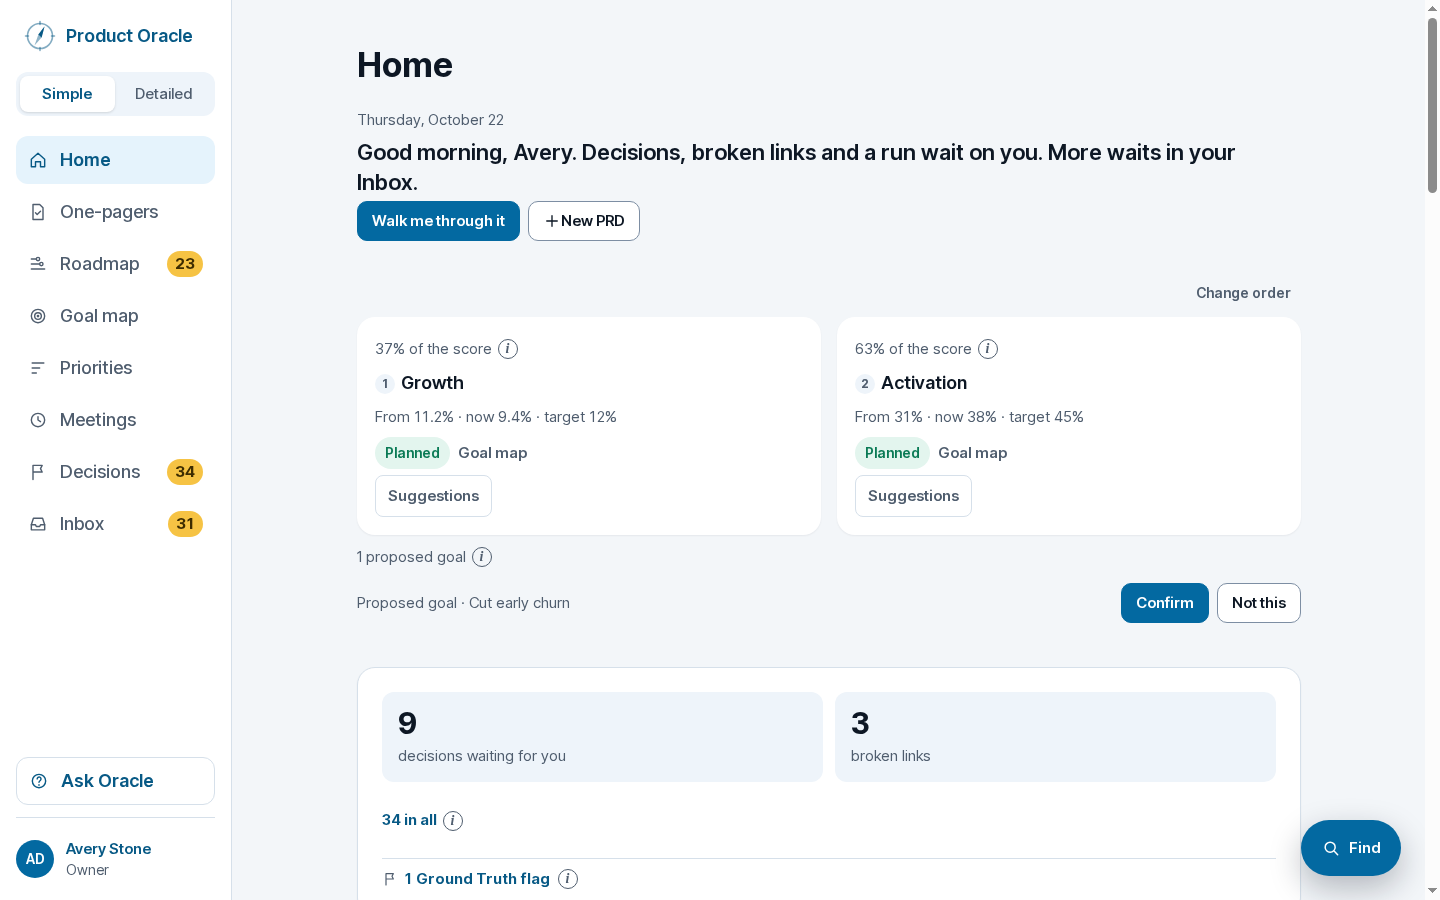 Product Oracle
Simple
Detailed
Home
One-pagers
Roadmap
23
Goal map
Priorities
Meetings
Decisions
34
Inbox
31
Ask Oracle
AD
Avery Stone
Owner
Home
Thursday, October 22
Good morning, Avery. Decisions, broken links and a run wait on you. More waits in your
Inbox.
Walk me through it
+ New PRD
Change order
37% of the score i
1 Growth
From 11.2% · now 9.4% · target 12%
Planned Goal map
Suggestions
63% of the score i
2 Activation
From 31% · now 38% · target 45%
Planned Goal map
Suggestions
1 proposed goal i
Proposed goal · Cut early churn
Confirm
Not this
9
decisions waiting for you
3
broken links
34 in all i
1 Ground Truth flag i
Find